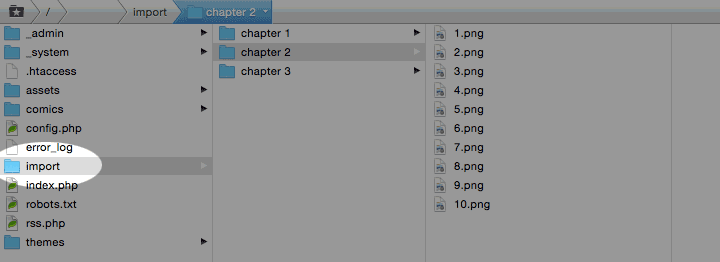 /
import
chapter 2
_admin
_system
.htaccess
assets
comics
config.php
error_log
import
index.php
robots.txt
rss.php
themes
chapter 1
chapter 2
chapter 3
1.png
2.png
3.png
4.png
5.png
6.png
7.png
8.png
9.png
10.png